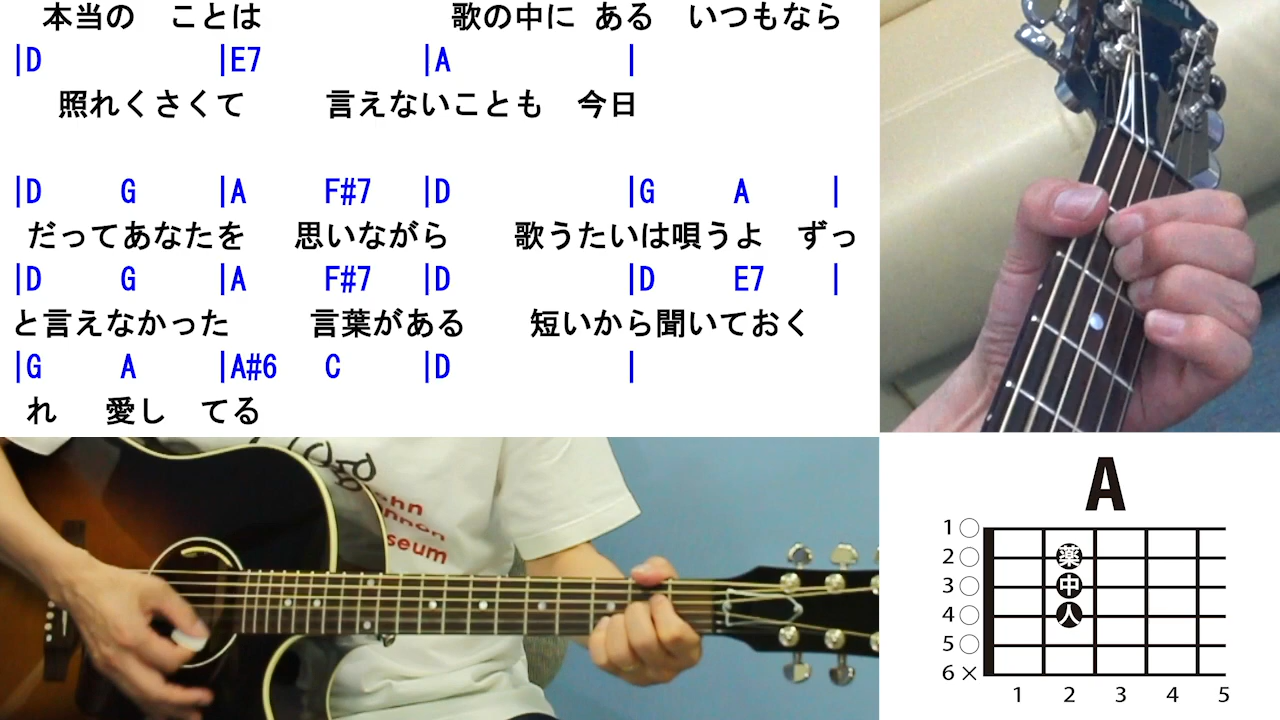 本当の ことは 歌の中に ある いつもなら
|D |E7 |A |
照れくさくて 言えないことも 今日
|D G |A F#7 |D |G A |
だってあなたを 思いながら 歌うたいは唄うよ ずっ
|D G |A F#7 |D |D E7 |
と言えなかった 言葉がある 短いから聞いておく
|G A |A#6 C |D |
れ 愛し てる
A
1 ○
2 ○ 薬
3 ○ 中
4 ○ 人
5 ○
6 ×
1 2 3 4 5